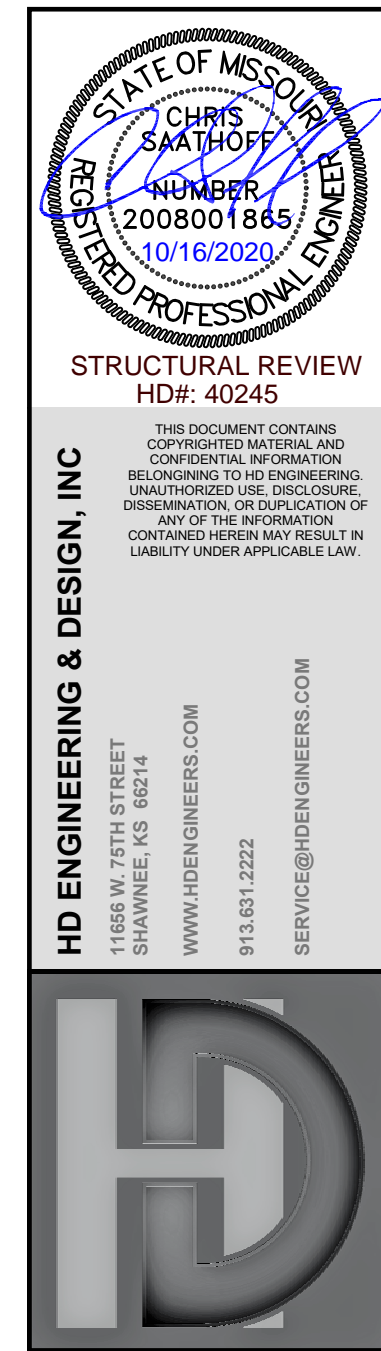 STATE OF MISSOURI
CHRIS
SAATHOFF
NUMBER
2008001865
10/16/2020
REGISTERED PROFESSIONAL ENGINEER
STRUCTURAL REVIEW
HD#: 40245
THIS DOCUMENT CONTAINS
COPYRIGHTED MATERIAL AND
CONFIDENTIAL INFORMATION
BELONGINING TO HD ENGINEERING.
UNAUTHORIZED USE, DISCLOSURE,
DISSEMINATION, OR DUPLICATION OF
ANY OF THE INFORMATION
CONTAINED HEREIN MAY RESULT IN
LIABILITY UNDER APPLICABLE LAW.
HD ENGINEERING & DESIGN, INC
11656 W. 75TH STREET
SHAWNEE, KS 66214
WWW.HDENGINEERS.COM
913.631.2222
SERVICE@HDENGINEERS.COM
HD